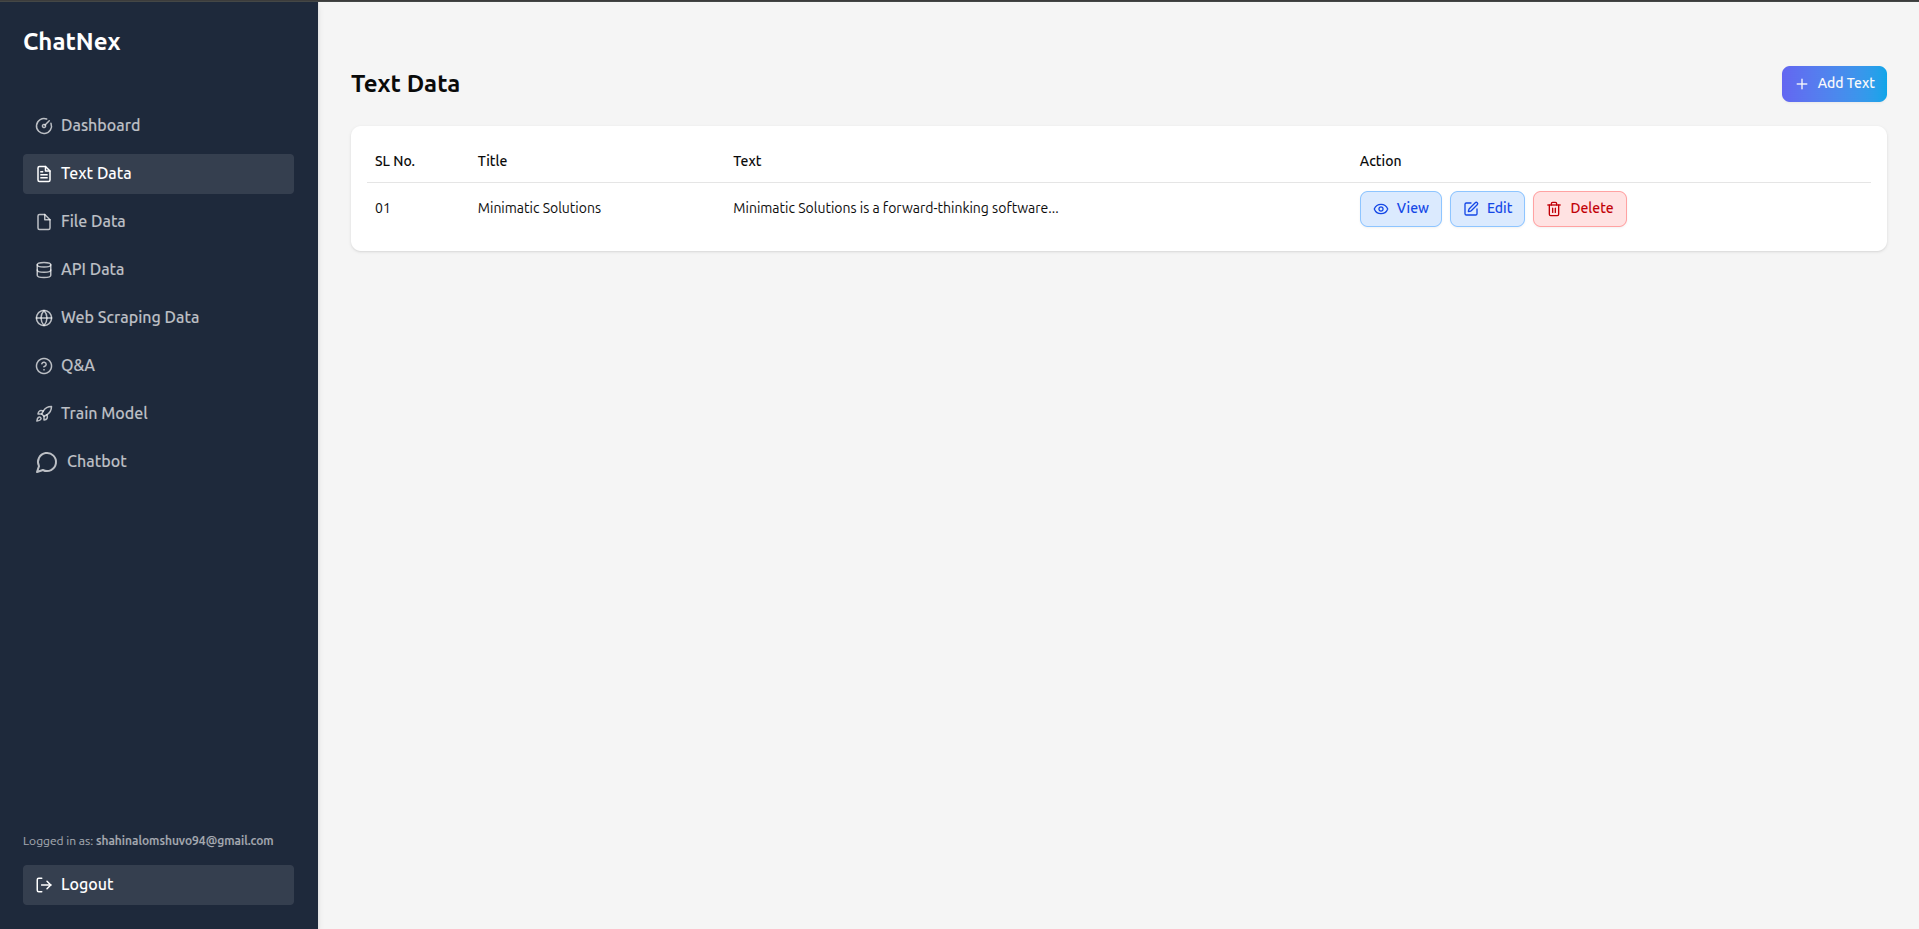 ChatNex
Dashboard
Text Data
File Data
API Data
Web Scraping Data
Q&A
Train Model
Chatbot
Logged in as: shahinalomshuvo94@gmail.com
Logout
Text Data
Add Text
SL No. Title Text Action
01 Minimatic Solutions Minimatic Solutions is a forward-thinking software... View Edit Delete